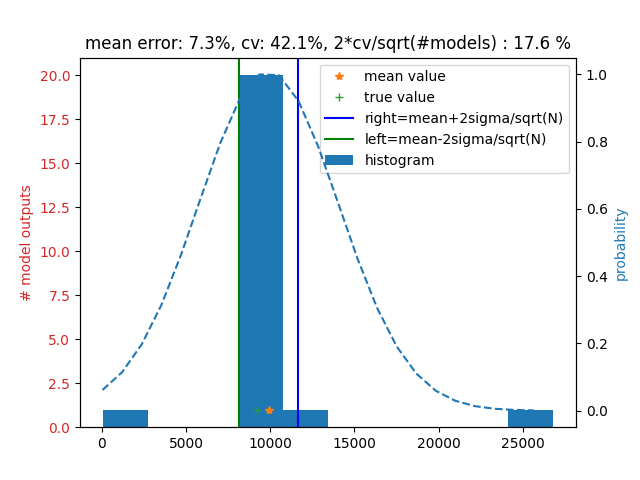 mean error: 7.3%, cv: 42.1%, 2*cv/sqrt(#models) : 17.6 %
mean value
true value
right=mean+2sigma/sqrt(N)
left=mean-2sigma/sqrt(N)
histogram
# model outputs
20.0
17.5
15.0
12.5
10.0
7.5
5.0
2.5
0.0
0
5000
10000
15000
20000
25000
1.0
0.8
0.6
0.4
0.2
0.0
probability